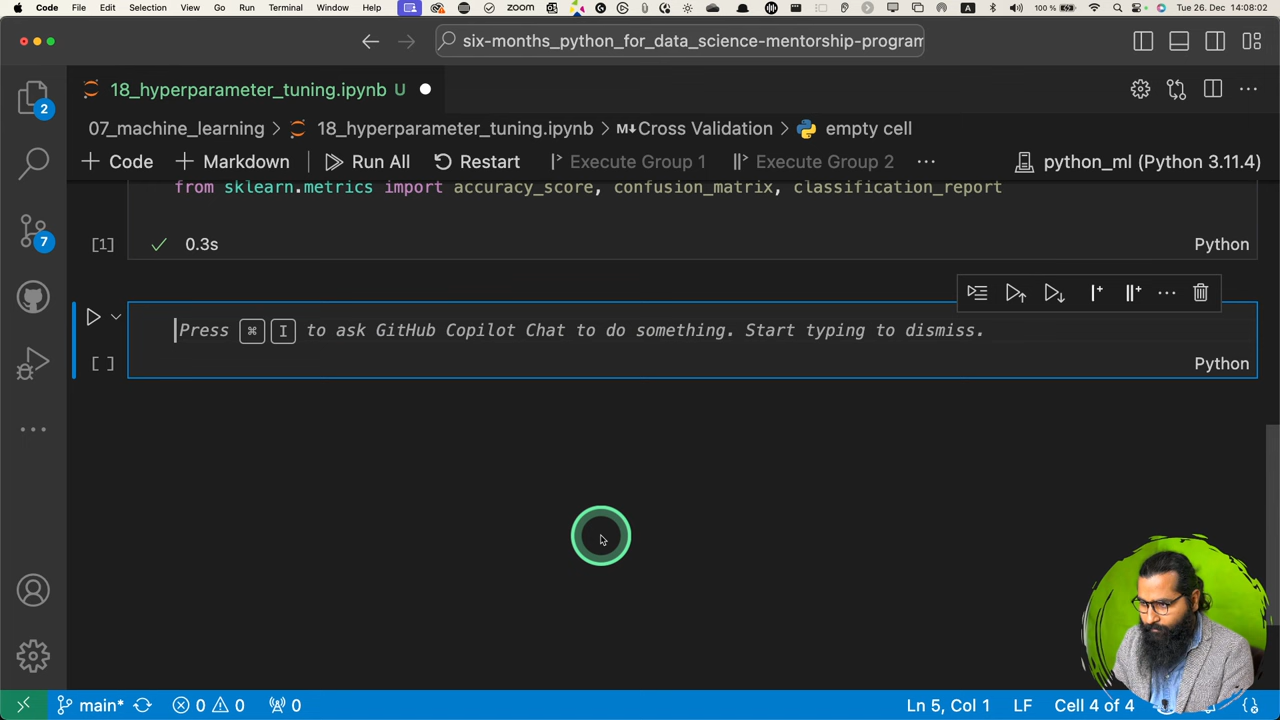 Code File Edit Selection View Go Run Terminal Window Help zoom 100 % Tue 26. Dec 14:08:02
six-months_python_for_data_science-mentorship-program
2
18_hyperparameter_tuning.ipynb U
07_machine_learning > 18_hyperparameter_tuning.ipynb > M↓Cross Validation > empty cell
+ Code + Markdown Run All Restart Execute Group 1 Execute Group 2 ... python_ml (Python 3.11.4)
from sklearn.metrics import accuracy_score, confusion_matrix, classification_report
7
[1] ✓ 0.3s Python
Press ⌘ I to ask GitHub Copilot Chat to do something. Start typing to dismiss.
[ ] Python
main* 0 0 0 Ln 5, Col 1 LF Cell 4 of 4